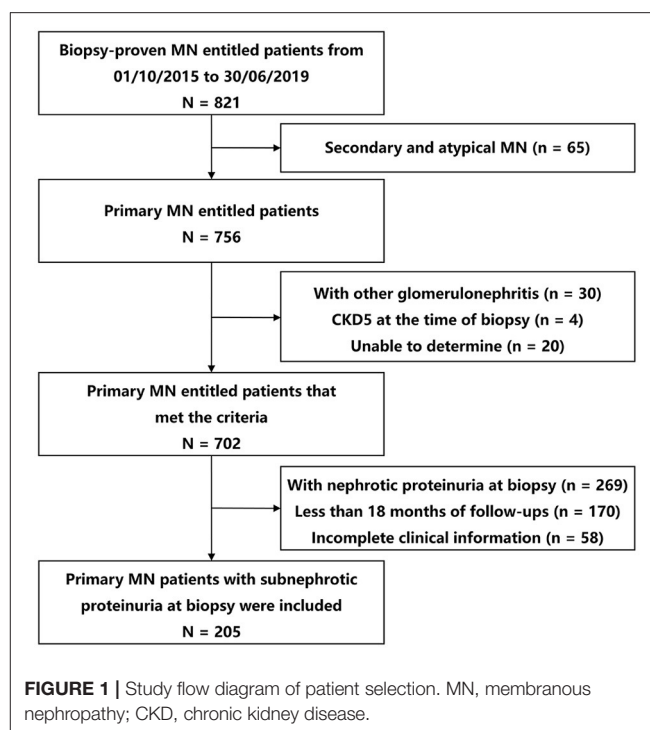 Biopsy-proven MN entitled patients from
01/10/2015 to 30/06/2019
N = 821
Secondary and atypical MN (n = 65)
Primary MN entitled patients
N = 756
With other glomerulonephritis (n = 30)
CKD5 at the time of biopsy (n = 4)
Unable to determine (n = 20)
Primary MN entitled patients that
met the criteria
N = 702
With nephrotic proteinuria at biopsy (n = 269)
Less than 18 months of follow-ups (n = 170)
Incomplete clinical information (n = 58)
Primary MN patients with subnephrotic
proteinuria at biopsy were included
N = 205
FIGURE 1 | Study flow diagram of patient selection. MN, membranous
nephropathy; CKD, chronic kidney disease.